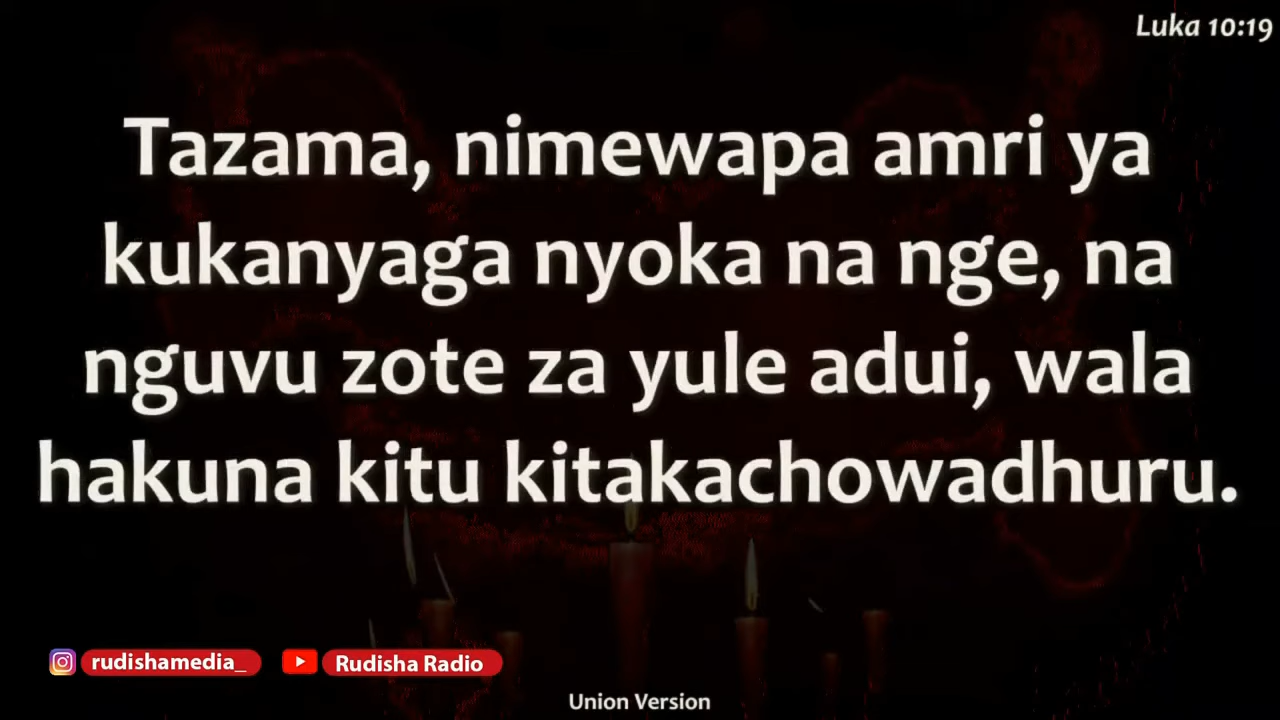 Luka 10:19
Tazama, nimewapa amri ya
kukanyaga nyoka na nge, na
nguvu zote za yule adui, wala
hakuna kitu kitakachowadhuru.
rudishamedia_ Rudisha Radio
Union Version